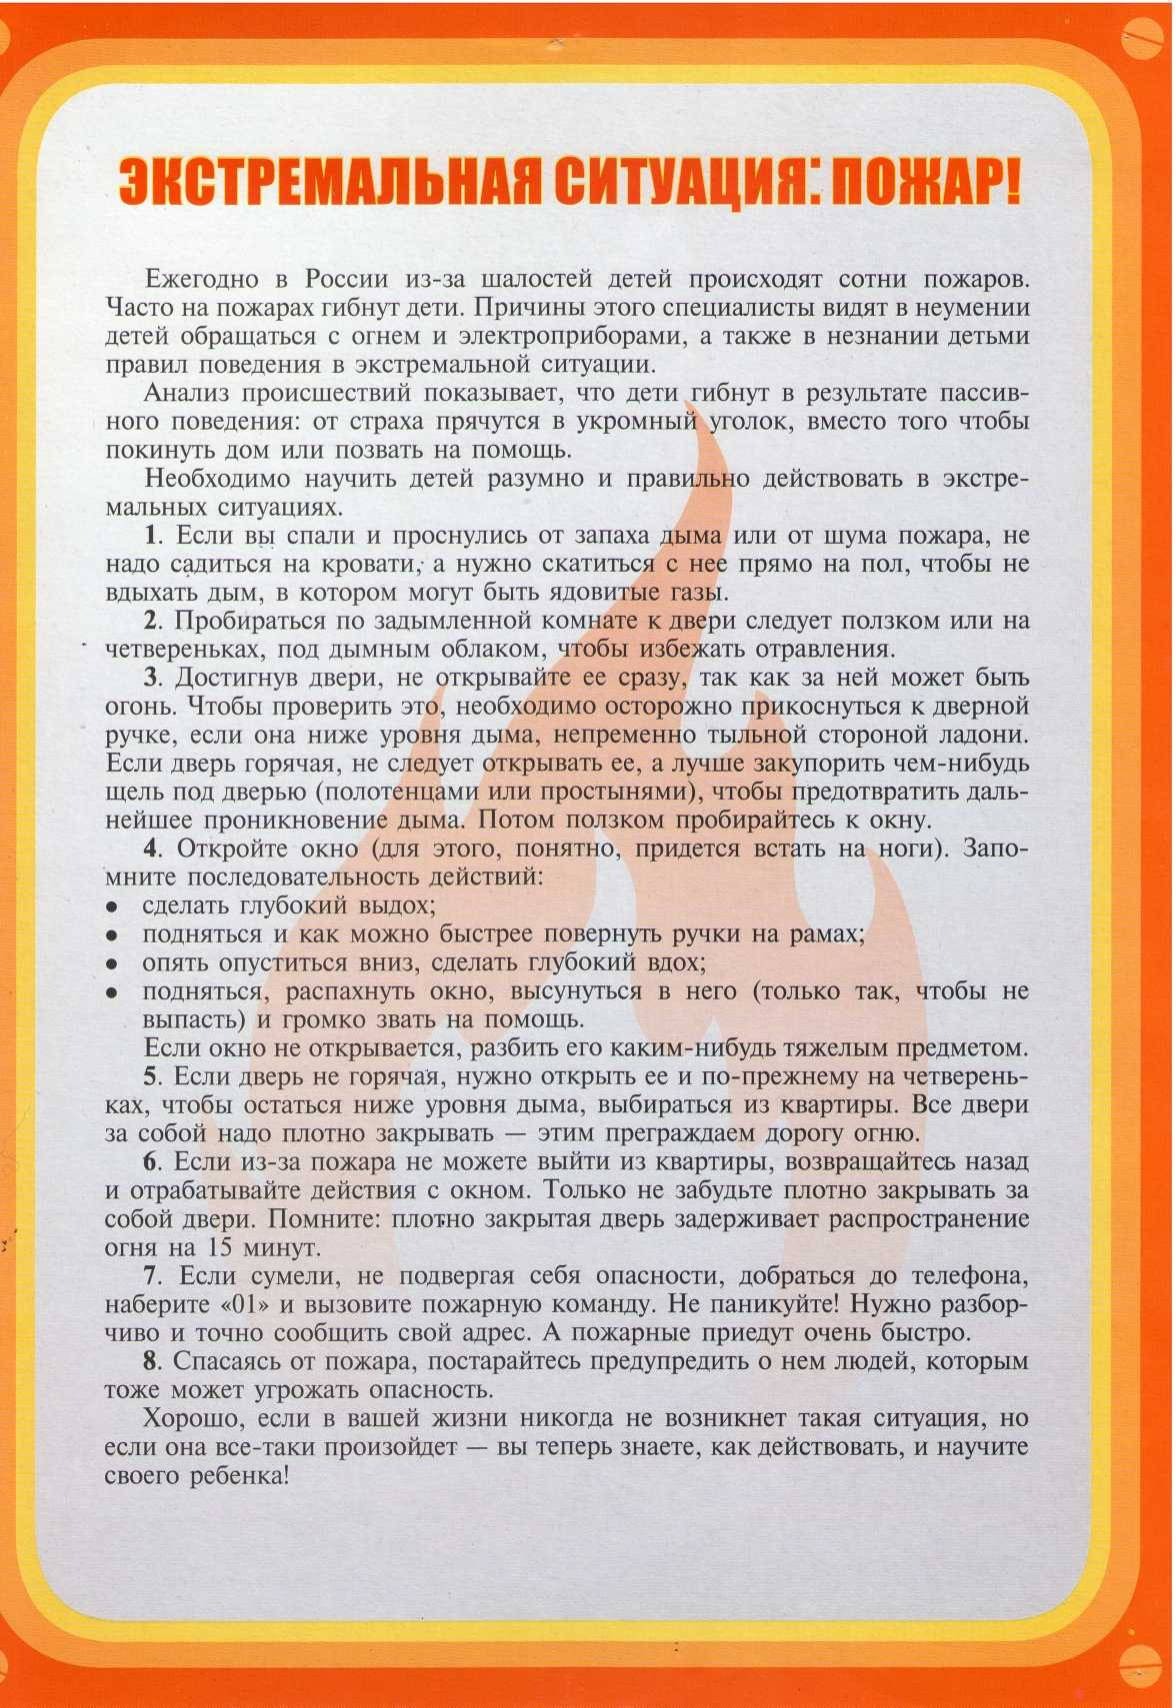 ЭКСТРЕМАЛЬНАЯ СИТУАЦИЯ: ПОЖАР!
Ежегодно в России из-за шалостей детей происходят сотни пожаров.
Часто на пожарах гибнут дети. Причины этого специалисты видят в неумении
детей обращаться с огнем и электроприборами, а также в незнании детьми
правил поведения в экстремальной ситуации.
Анализ происшествий показывает, что дети гибнут в результате пассив-
ного поведения: от страха прячутся в укромный уголок, вместо того чтобы
покинуть дом или позвать на помощь.
Необходимо научить детей разумно и правильно действовать в экстре-
мальных ситуациях.
1. Если вы спали и проснулись от запаха дыма или от шума пожара, не
надо садиться на кровати, а нужно скатиться с нее прямо на пол, чтобы не
вдыхать дым, в котором могут быть ядовитые газы.
2. Пробираться по задымленной комнате к двери следует ползком или на
четвереньках, под дымным облаком, чтобы избежать отравления.
3. Достигнув двери, не открывайте ее сразу, так как за ней может быть
огонь. Чтобы проверить это, необходимо осторожно прикоснуться к дверной
ручке, если она ниже уровня дыма, непременно тыльной стороной ладони.
Если дверь горячая, не следует открывать ее, а лучше закупорить чем-нибудь
щель под дверью (полотенцами или простынями), чтобы предотвратить даль-
нейшее проникновение дыма. Потом ползком пробирайтесь к окну.
4. Откройте окно (для этого, понятно, придется встать на ноги). Запо-
мните последовательность действий:
● сделать глубокий выдох;
● подняться и как можно быстрее повернуть ручки на рамах;
● опять опуститься вниз, сделать глубокий вдох;
● подняться, распахнуть окно, высунуться в него (только так, чтобы не
выпасть) и громко звать на помощь.
Если окно не открывается, разбить его каким-нибудь тяжелым предметом.
5. Если дверь не горячая, нужно открыть ее и по-прежнему на четверень-
ках, чтобы остаться ниже уровня дыма, выбираться из квартиры. Все двери
за собой надо плотно закрывать — этим преграждаем дорогу огню.
6. Если из-за пожара не можете выйти из квартиры, возвращайтесь назад
и отрабатывайте действия с окном. Только не забудьте плотно закрывать за
собой двери. Помните: плотно закрытая дверь задерживает распространение
огня на 15 минут.
7. Если сумели, не подвергая себя опасности, добраться до телефона,
наберите «01» и вызовите пожарную команду. Не паникуйте! Нужно разбор-
чиво и точно сообщить свой адрес. А пожарные приедут очень быстро.
8. Спасаясь от пожара, постарайтесь предупредить о нем людей, которым
тоже может угрожать опасность.
Хорошо, если в вашей жизни никогда не возникнет такая ситуация, но
если она все-таки произойдет — вы теперь знаете, как действовать, и научите
своего ребенка!